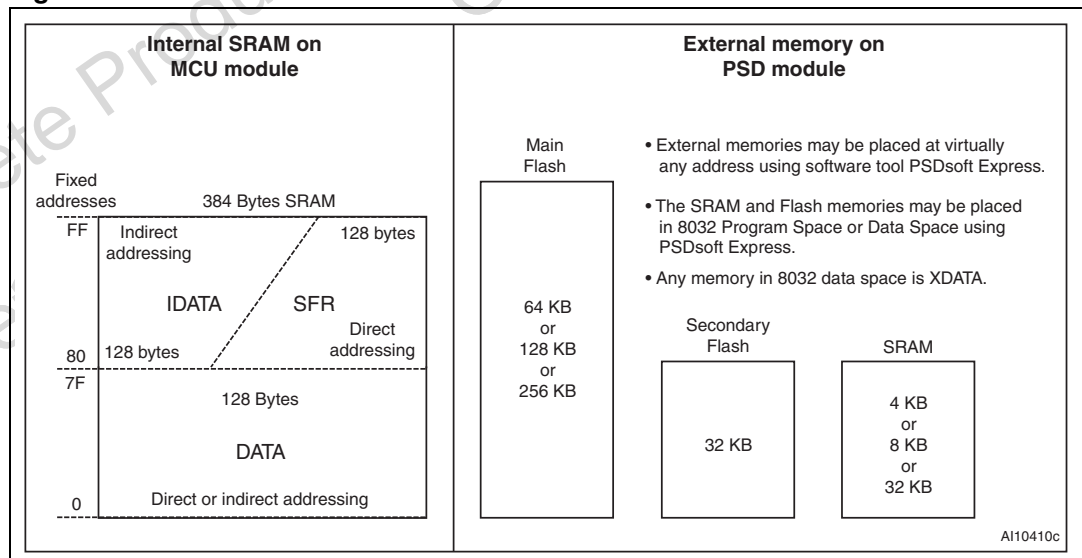 Internal SRAM on
MCU module
External memory on
PSD module
Fixed
addresses
384 Bytes SRAM
FF
Indirect
addressing
128 bytes
IDATA
SFR
Direct
addressing
80
128 bytes
7F
128 Bytes
DATA
0
Direct or indirect addressing
Main
Flash
64 KB
or
128 KB
or
256 KB
• External memories may be placed at virtually
any address using software tool PSDsoft Express.
• The SRAM and Flash memories may be placed
in 8032 Program Space or Data Space using
PSDsoft Express.
• Any memory in 8032 data space is XDATA.
Secondary
Flash
32 KB
SRAM
4 KB
or
8 KB
or
32 KB
AI10410c